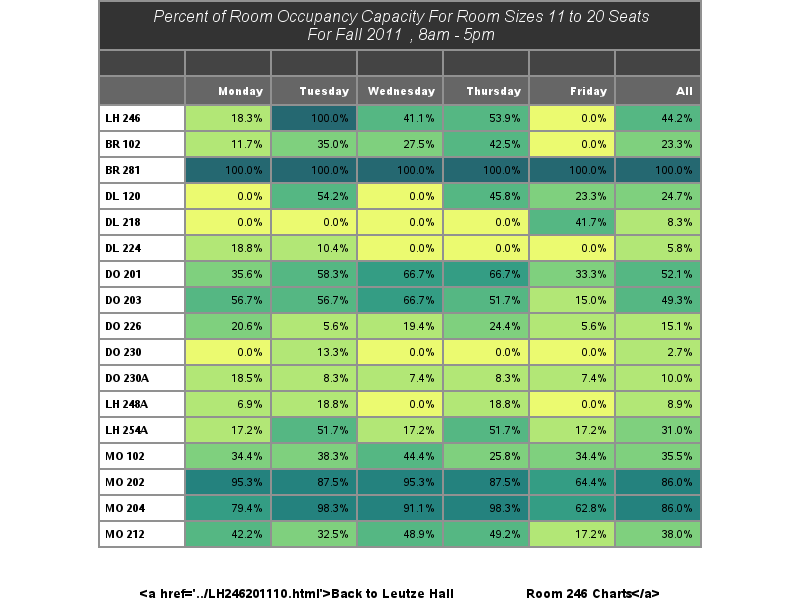 Percent of Room Occupancy Capacity For Room Sizes 11 to 20 Seats
For Fall 2011 , 8am - 5pm
Monday Tuesday Wednesday Thursday Friday All
LH 246 18.3% 100.0% 41.1% 53.9% 0.0% 44.2%
BR 102 11.7% 35.0% 27.5% 42.5% 0.0% 23.3%
BR 281 100.0% 100.0% 100.0% 100.0% 100.0% 100.0%
DL 120 0.0% 54.2% 0.0% 45.8% 23.3% 24.7%
DL 218 0.0% 0.0% 0.0% 0.0% 41.7% 8.3%
DL 224 18.8% 10.4% 0.0% 0.0% 0.0% 5.8%
DO 201 35.6% 58.3% 66.7% 66.7% 33.3% 52.1%
DO 203 56.7% 56.7% 66.7% 51.7% 15.0% 49.3%
DO 226 20.6% 5.6% 19.4% 24.4% 5.6% 15.1%
DO 230 0.0% 13.3% 0.0% 0.0% 0.0% 2.7%
DO 230A 18.5% 8.3% 7.4% 8.3% 7.4% 10.0%
LH 248A 6.9% 18.8% 0.0% 18.8% 0.0% 8.9%
LH 254A 17.2% 51.7% 17.2% 51.7% 17.2% 31.0%
MO 102 34.4% 38.3% 44.4% 25.8% 34.4% 35.5%
MO 202 95.3% 87.5% 95.3% 87.5% 64.4% 86.0%
MO 204 79.4% 98.3% 91.1% 98.3% 62.8% 86.0%
MO 212 42.2% 32.5% 48.9% 49.2% 17.2% 38.0%
<a href='../LH246201110.html'>Back to Leutze Hall Room 246 Charts</a>